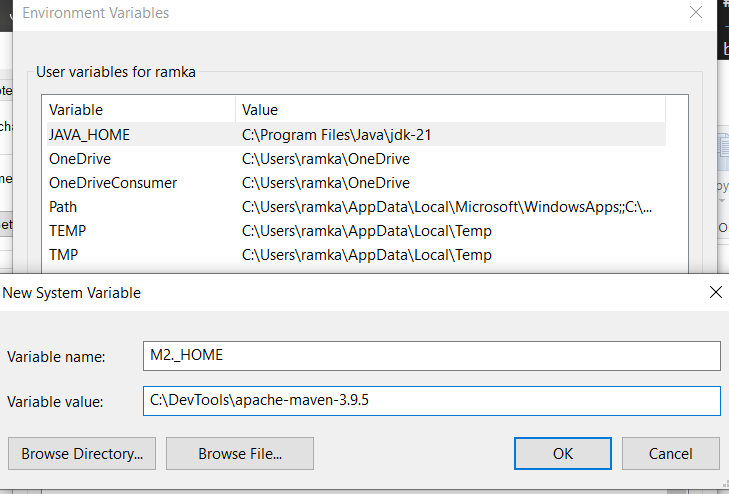 Environment Variables
User variables for ramka
Variable Value
JAVA_HOME C:\Program Files\Java\jdk-21
OneDrive C:\Users\ramka\OneDrive
OneDriveConsumer C:\Users\ramka\OneDrive
Path C:\Users\ramka\AppData\Local\Microsoft\WindowsApps;;C:\...
TEMP C:\Users\ramka\AppData\Local\Temp
TMP C:\Users\ramka\AppData\Local\Temp
New System Variable
Variable name: M2._HOME
Variable value: C:\DevTools\apache-maven-3.9.5
Browse Directory... Browse File... OK Cancel